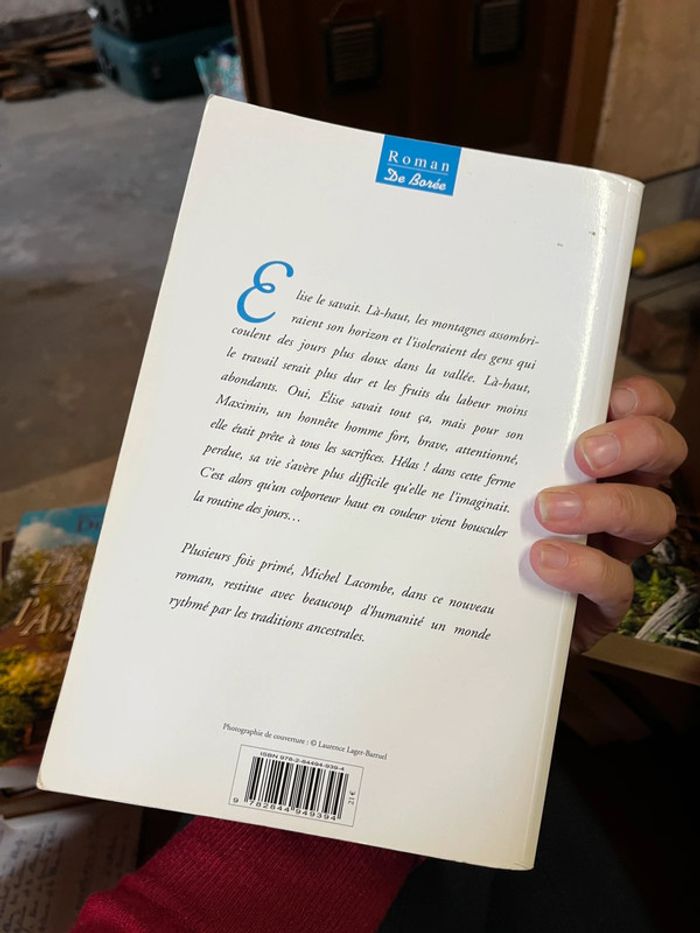 Roman
De Borée
Elise le savait. Là-haut, les montagnes assombri-
raient son horizon et l'isoleraient des gens qui
coulent des jours plus doux dans la vallée. Là-haut,
le travail serait plus dur et les fruits du labeur moins
abondants. Oui, Élise savait tout ça, mais pour son
Maximin, un honnête homme fort, brave, attentionné,
elle était prête à tous les sacrifices. Hélas ! dans cette ferme
perdue, sa vie s'avère plus difficile qu'elle ne l'imaginait.
C'est alors qu'un colporteur haut en couleur vient bousculer
la routine des jours…
Plusieurs fois primé, Michel Lacombe, dans ce nouveau
roman, restitue avec beaucoup d'humanité un monde
rythmé par les traditions ancestrales.
Photographie de couverture : © Laurence Lager-Barruel
ISBN 978-2-84494-939-4
9 782844 949394
21 €